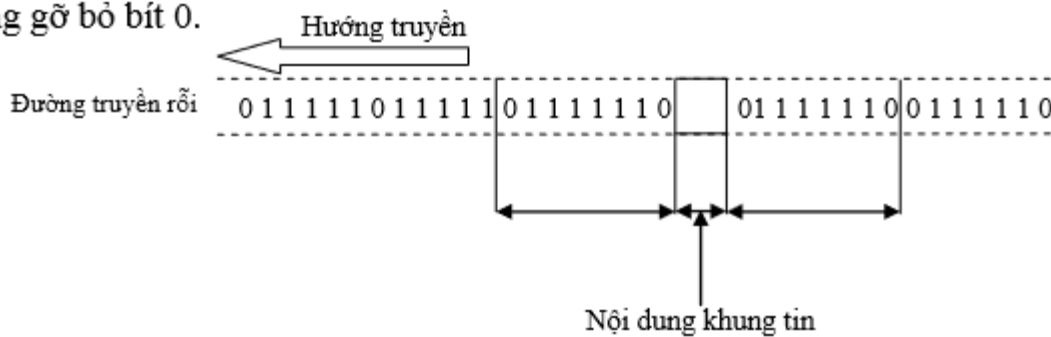 g gỡ bỏ bít 0.
Hướng truyền
Đường truyền rỗi 0 1 1 1 1 1 0 1 1 1 1 1 0 1 1 1 1 1 1 0 01 1 1 1 1 1 0 0 1 1 1 1 1 0
Nội dung khung tin